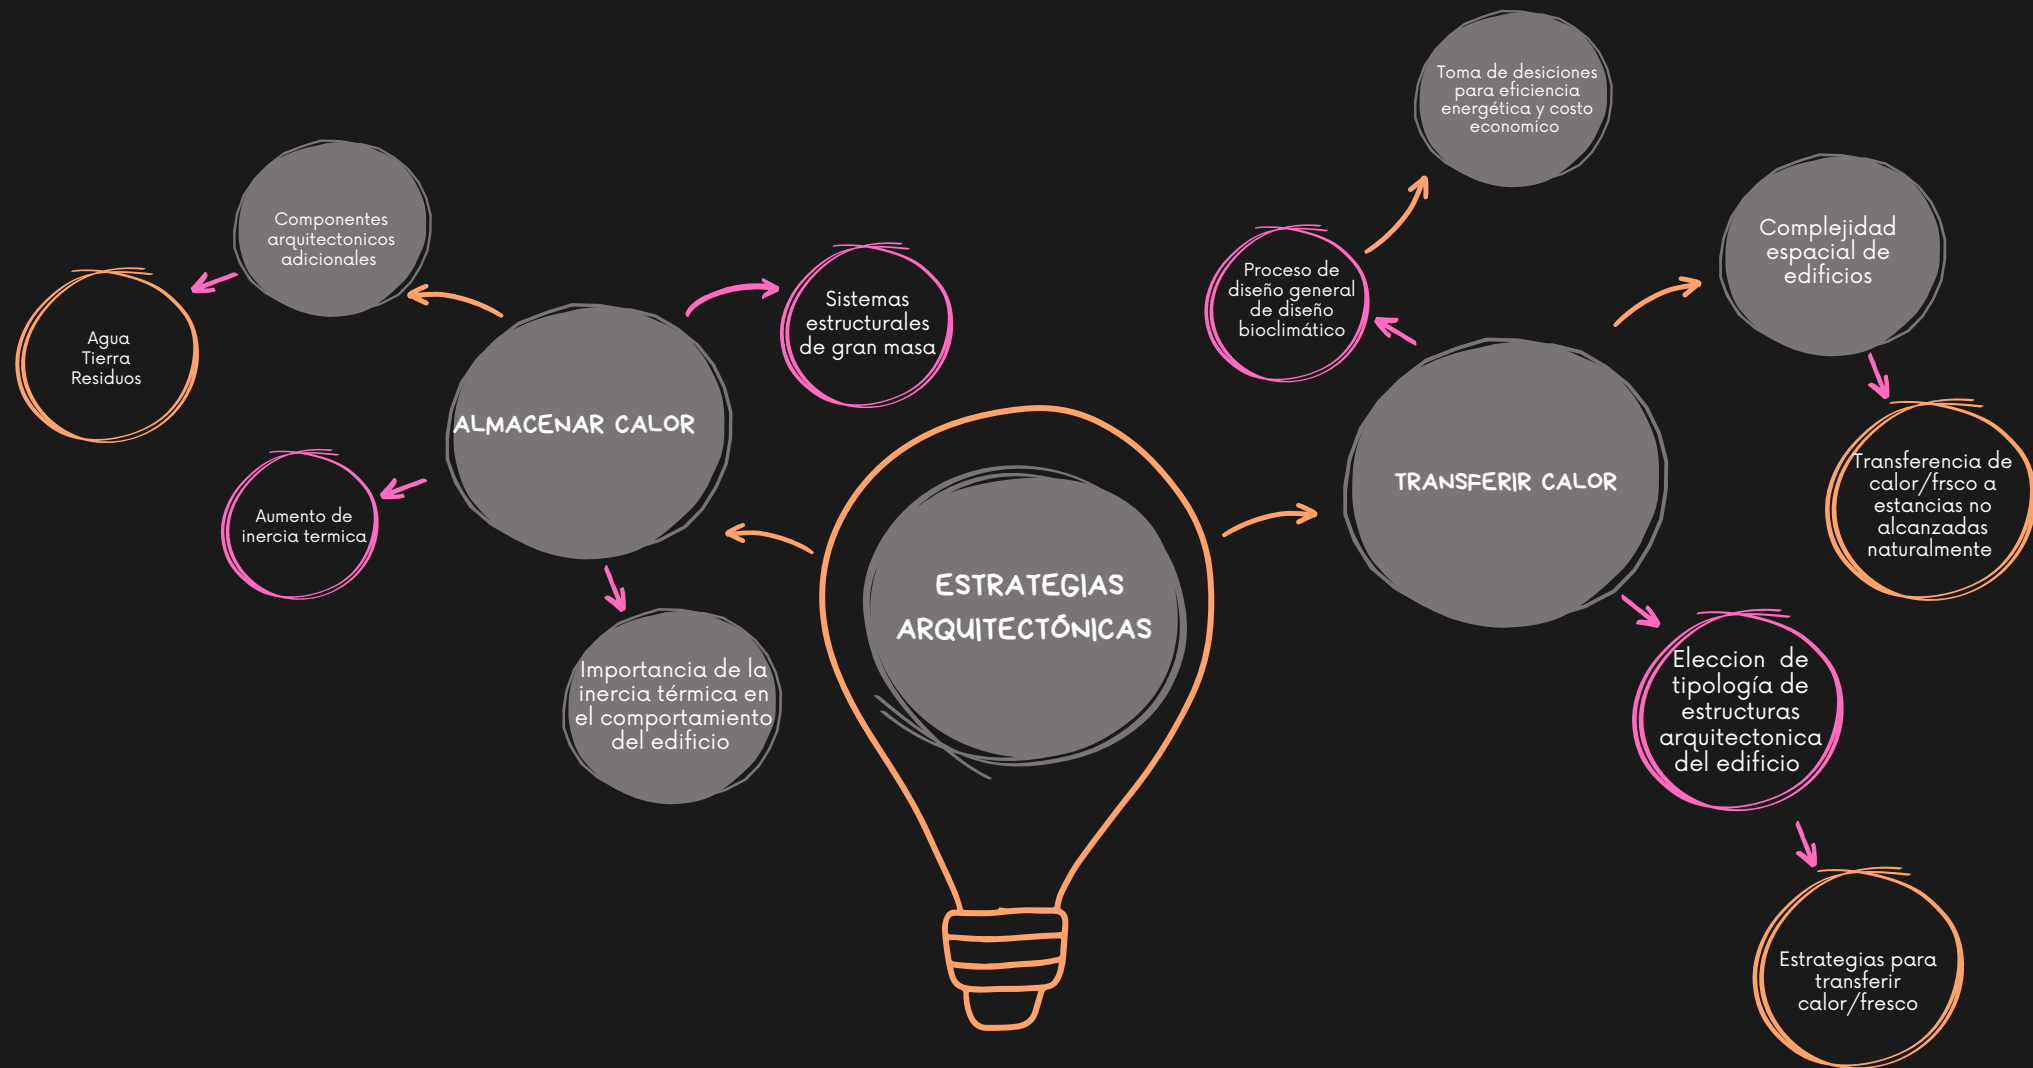 Toma de desiciones
para eficiencia
energética y costo
economico
Componentes
arquitectonicos
adicionales
Agua
Tierra
Residuos
Sistemas
estructurales
de gran masa
Proceso de
diseño general
de diseño
bioclimático
Complejidad
espacial de
edificios
ALMACENAR CALOR
TRANSFERIR CALOR
Transferencia de
calor/frsco a
estancias no
alcanzadas
naturalmente
Aumento de
inercia termica
ESTRATEGIAS
ARQUITECTÓNICAS
Importancia de la
inercia térmica en
el comportamiento
del edificio
Eleccion de
tipología de
estructuras
arquitectonica
del edificio
Estrategias para
transferir
calor/fresco